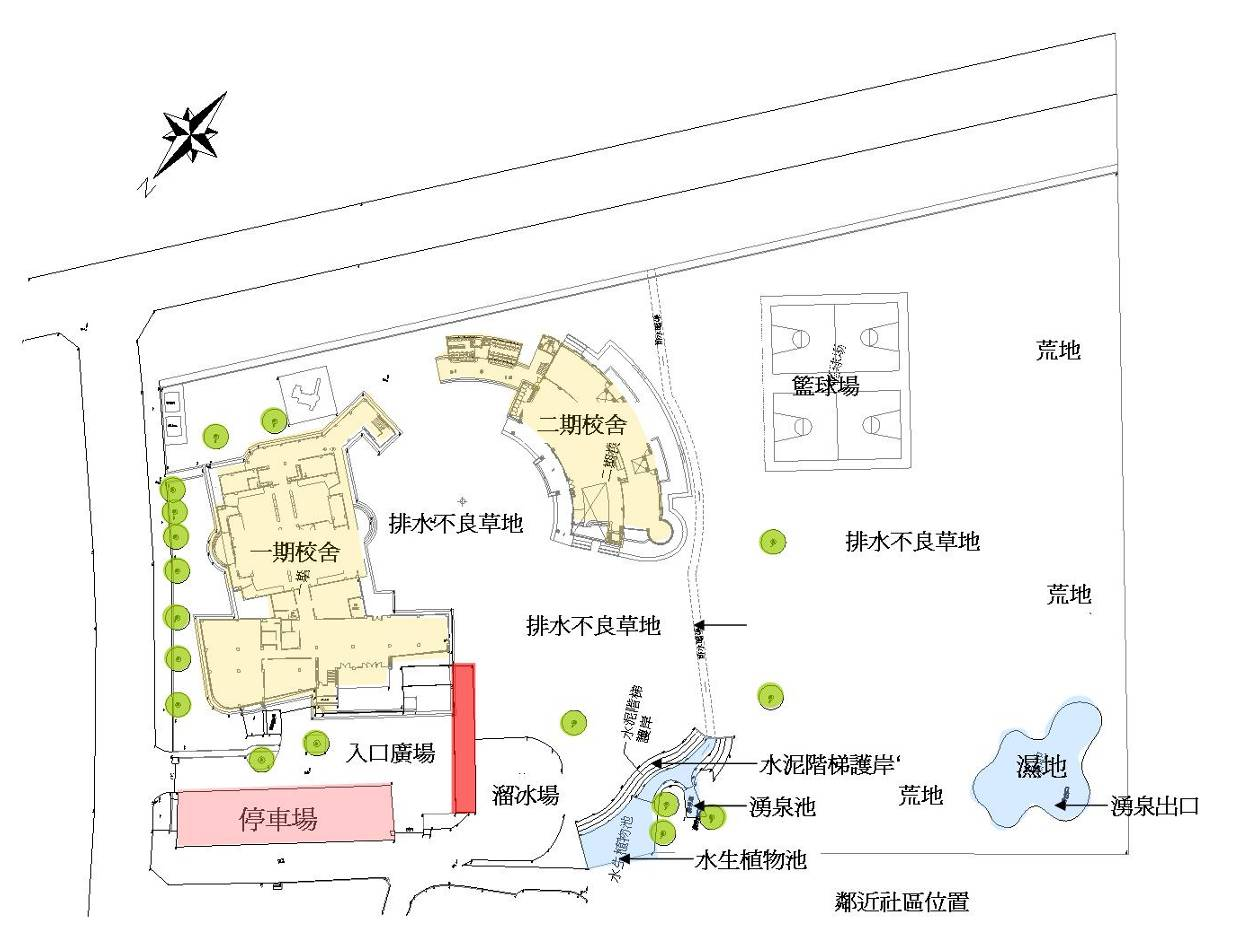 N
荒地
籃球場
籃球場
二期校舍
排水不良草地
排水不良草地
一期校舍
荒地
排水不良草地
水泥階梯
護岸
入口廣場
水泥階梯護岸‘
濕地
溜冰場
荒地
湧泉池
湧泉出口
停車場
水生植物池
水生植物池
鄰近社區位置